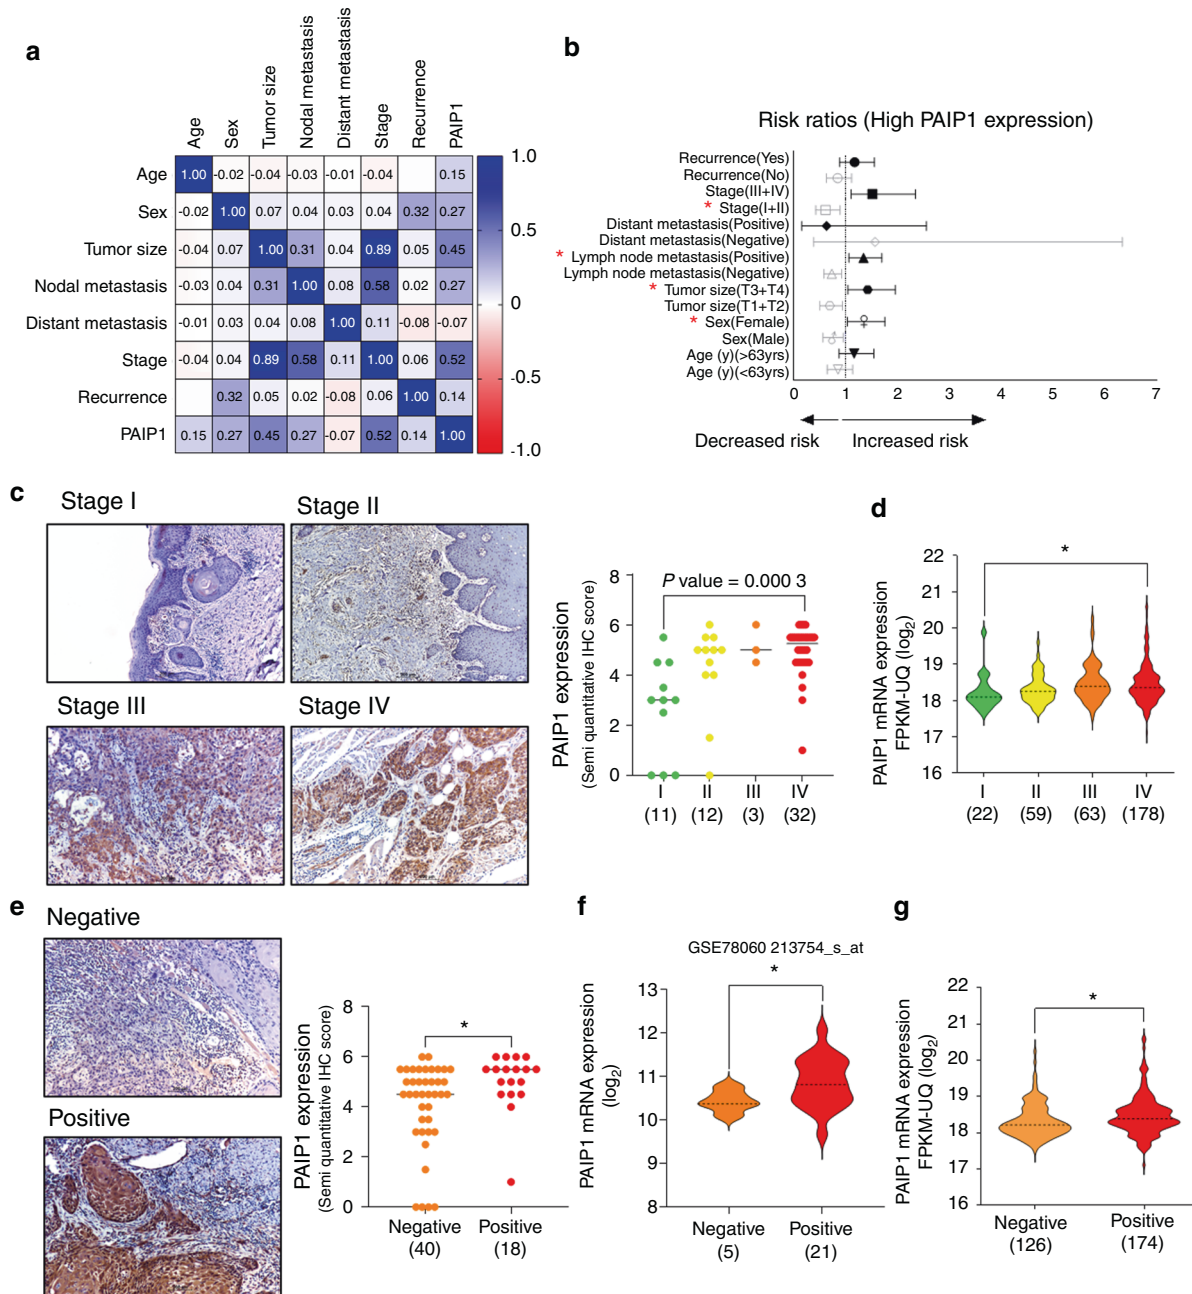 a
Age
Sex
Tumor size
Nodal metastasis
Distant metastasis
Stage
Recurrence
PAIP1
Age 1.00 -0.02 -0.04 -0.03 -0.01 -0.04 0.15
Sex -0.02 1.00 0.07 0.04 0.03 0.04 0.32 0.27
Tumor size -0.04 0.07 1.00 0.31 0.04 0.89 0.05 0.45
Nodal metastasis -0.03 0.04 0.31 1.00 0.08 0.58 0.02 0.27
Distant metastasis -0.01 0.03 0.04 0.08 1.00 0.11 -0.08 -0.07
Stage -0.04 0.04 0.89 0.58 0.11 1.00 0.06 0.52
Recurrence 0.32 0.05 0.02 -0.08 0.06 1.00 0.14
PAIP1 0.15 0.27 0.45 0.27 -0.07 0.52 0.14 1.00
1.0
0.5
0
-0.5
-1.0
b
Risk ratios (High PAIP1 expression)
Recurrence(Yes)
Recurrence(No)
Stage(III+IV)
* Stage(I+II)
Distant metastasis(Positive)
Distant metastasis(Negative)
* Lymph node metastasis(Positive)
Lymph node metastasis(Negative)
* Tumor size(T3+T4)
Tumor size(T1+T2)
* Sex(Female)
Sex(Male)
Age (y)(>63yrs)
Age (y)(<63yrs)
0 1 2 3 4 5 6 7
Decreased risk Increased risk
c
Stage I
Stage II
Stage III
Stage IV
PAIP1 expression
(Semi quantitative IHC score)
P value = 0.000 3
8
6
4
2
0
I II III IV
(11) (12) (3) (32)
d
PAIP1 mRNA expression
FPKM-UQ (log2)
*
22
20
19
18
17
16
I II III IV
(22) (59) (63) (178)
e
Negative
Positive
PAIP1 expression
(Semi quantitative IHC score)
*
8
6
4
2
0
Negative Positive
(40) (18)
f
GSE78060 213754_s_at
*
PAIP1 mRNA expression
(log2)
13
12
11
10
9
8
Negative Positive
(5) (21)
g
PAIP1 mRNA expression
FPKM-UQ (log2)
*
22
21
20
19
18
17
16
Negative Positive
(126) (174)